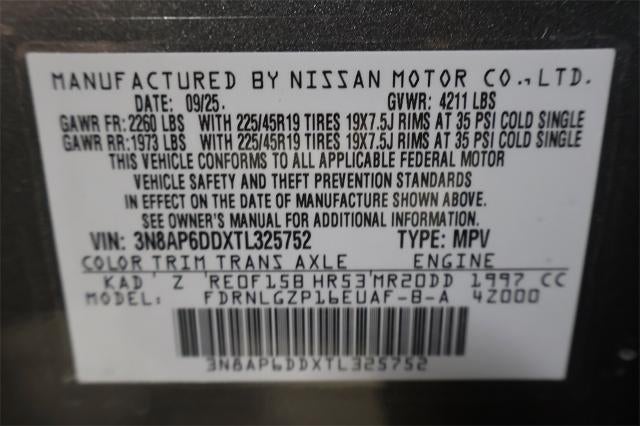 MANUFACTURED BY NISSAN MOTOR CO., LTD.
DATE: 09/25. GVWR: 4211 LBS
GAWR FR: 2260 LBS WITH 225/45R19 TIRES 19X7.5J RIMS AT 35 PSI COLD SINGLE
GAWR RR: 1973 LBS WITH 225/45R19 TIRES 19X7.5J RIMS AT 35 PSI COLD SINGLE
THIS VEHICLE CONFORMS TO ALL APPLICABLE FEDERAL MOTOR
VEHICLE SAFETY AND THEFT PREVENTION STANDARDS
IN EFFECT ON THE DATE OF MANUFACTURE SHOWN ABOVE.
SEE OWNER'S MANUAL FOR ADDITIONAL INFORMATION.
VIN: 3N8AP6DDXTL325752 TYPE: MPV
COLOR TRIM TRANS AXLE ENGINE
KAD Z RE0F15B HR53 MR20DD 1997 CC
MODEL: FDRNLGZP16EUAF-B-A 4Z000
3N8AP6DDXTL325752